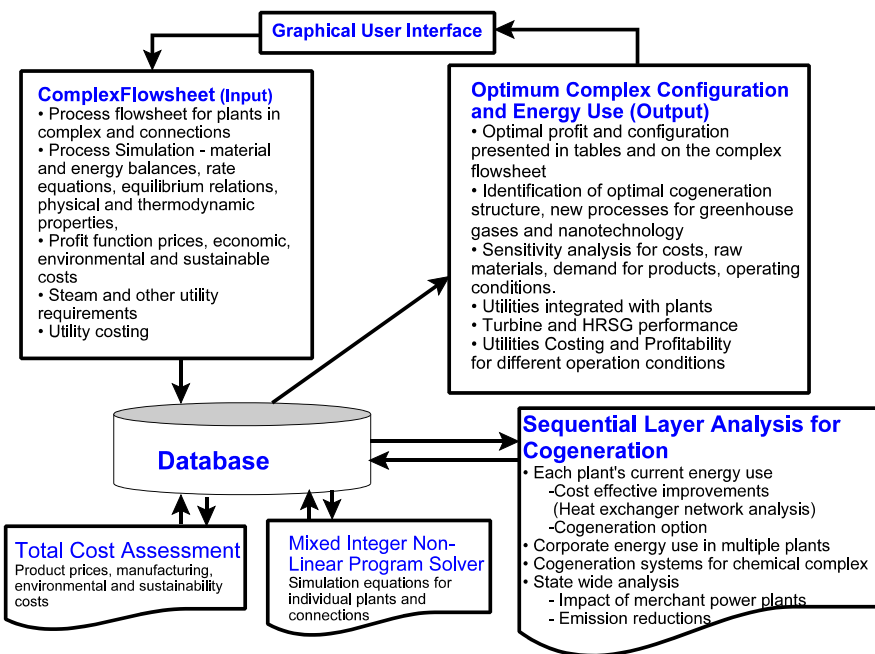 Graphical User Interface
ComplexFlowsheet (Input)
• Process flowsheet for plants in
complex and connections
• Process Simulation - material
and energy balances, rate
equations, equilibrium relations,
physical and thermodynamic
properties,
• Profit function prices, economic,
environmental and sustainable
costs
• Steam and other utility
requirements
• Utility costing
Optimum Complex Configuration
and Energy Use (Output)
• Optimal profit and configuration
presented in tables and on the complex
flowsheet
• Identification of optimal cogeneration
structure, new processes for greenhouse
gases and nanotechnology
• Sensitivity analysis for costs, raw
materials, demand for products, operating
conditions.
• Utilities integrated with plants
• Turbine and HRSG performance
• Utilities Costing and Profitability
for different operation conditions
Database
Sequential Layer Analysis for
Cogeneration
• Each plant's current energy use
-Cost effective improvements
(Heat exchanger network analysis)
-Cogeneration option
• Corporate energy use in multiple plants
• Cogeneration systems for chemical complex
• State wide analysis
- Impact of merchant power plants
- Emission reductions
Total Cost Assessment
Product prices, manufacturing,
environmental and sustainability
costs
Mixed Integer Non-
Linear Program Solver
Simulation equations for
individual plants and
connections